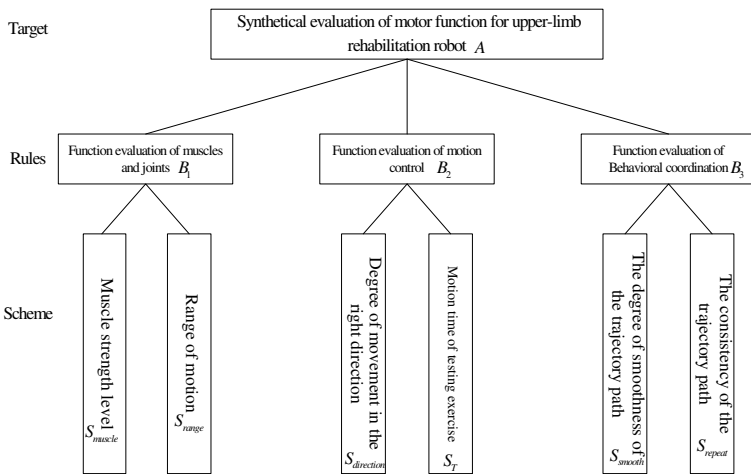 Target
Synthetical evaluation of motor function for upper-limb
rehabilitation robot A
Rules
Function evaluation of muscles
and joints B1
Function evaluation of motion
control B2
Function evaluation of
Behavioral coordination B3
Scheme
Muscle strength level
Smuscle
Range of motion
Srange
Degree of movement in the
right direction
Sdirection
Motion time of testing exercise
ST
The degree of smoothness of
the trajectory path
Ssmooth
The consistency of the
trajectory path
Srepeat